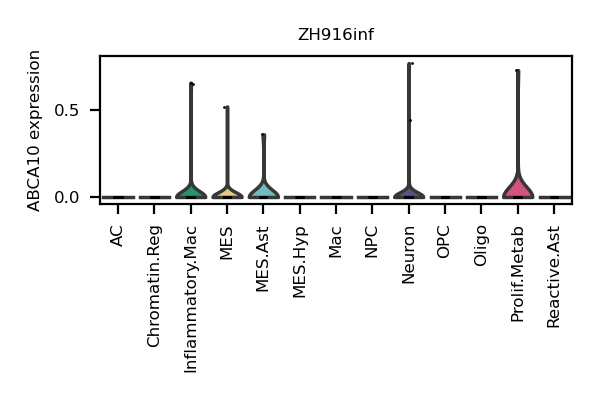 ZH916inf
ABCA10 expression
0.5
0.0
AC
Chromatin.Reg
Inflammatory.Mac
MES
MES.Ast
MES.Hyp
Mac
NPC
Neuron
OPC
Oligo
Prolif.Metab
Reactive.Ast